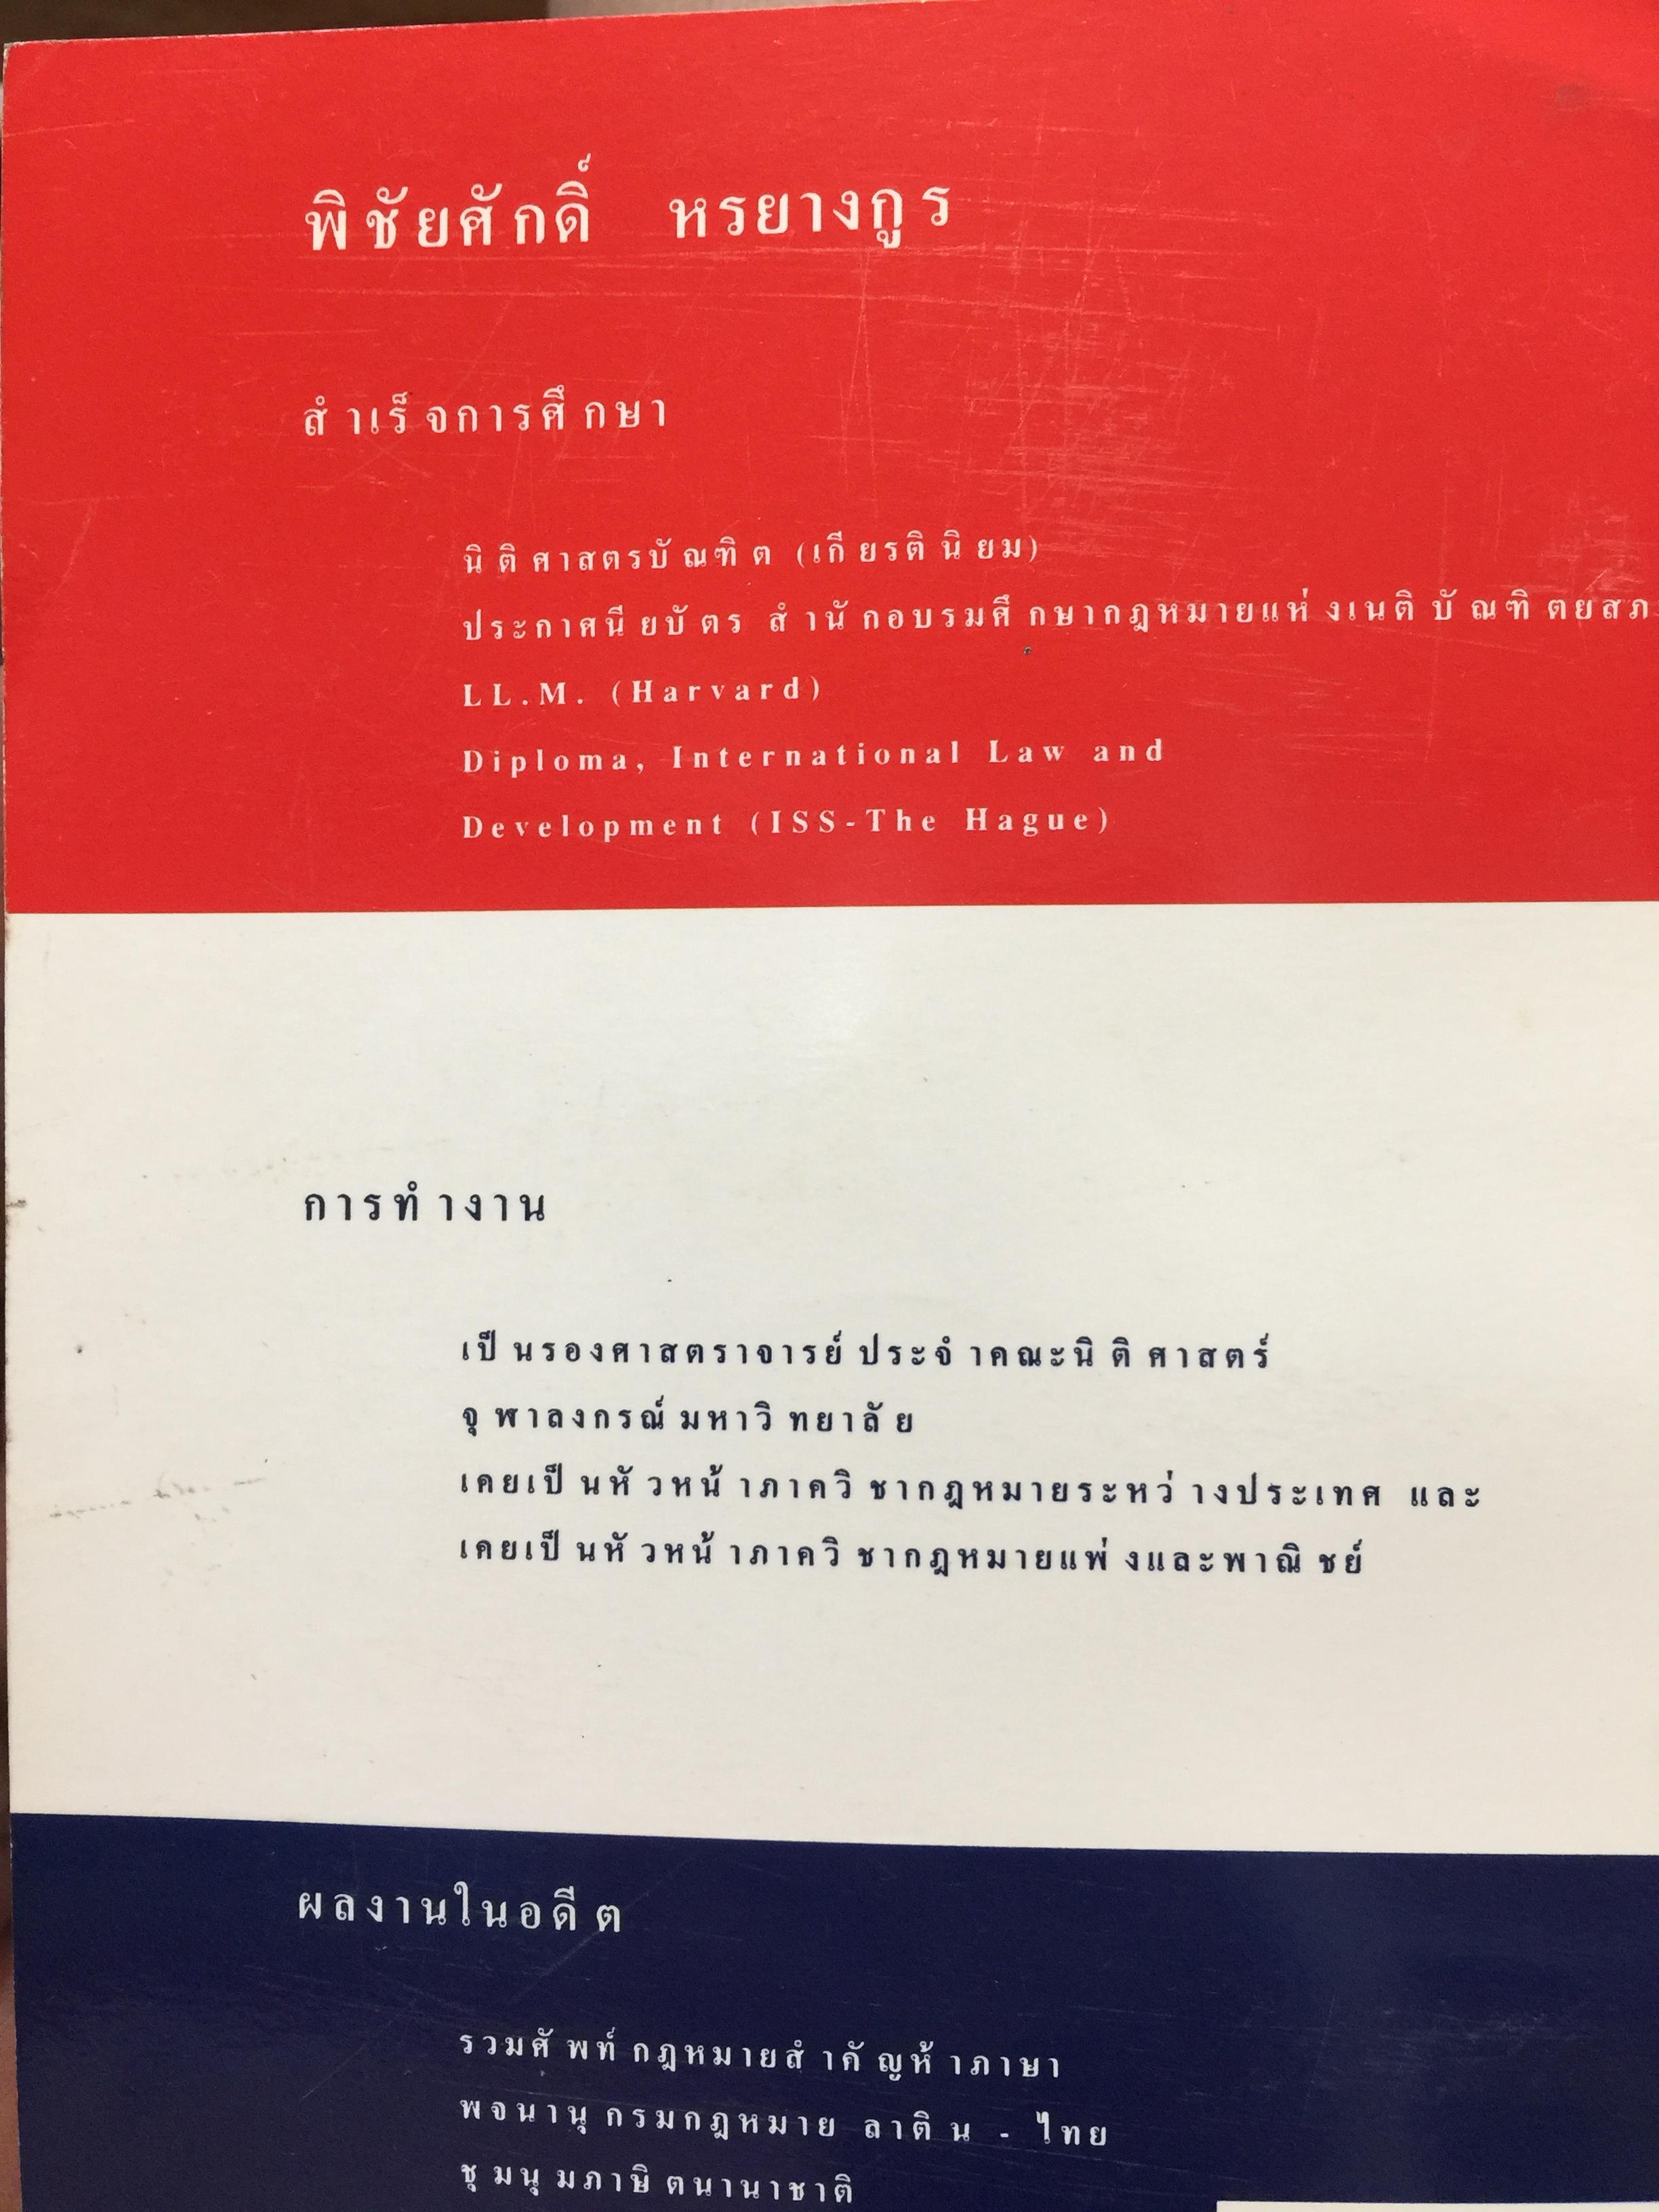 พิชัยศักดิ์ หรยางกูร
สำเร็จการศึกษา
นิติศาสตรบัณฑิต (เกียรตินิยม)
ประกาศนียบัตร สำนักอบรมศึกษากฎหมายแห่งเนติบัณฑิตยสภ
LL.M. (Harvard)
Diploma, International Law and
Development (ISS-The Hague)
การทำงาน
เป็นรองศาสตราจารย์ประจำคณะนิติศาสตร์
จุฬาลงกรณ์มหาวิทยาลัย
เคยเป็นหัวหน้าภาควิชากฎหมายระหว่างประเทศ และ
เคยเป็นหัวหน้าภาควิชากฎหมายแพ่งและพาณิชย์
ผลงานในอดีต
รวมศัพท์กฎหมายสำคัญห้าภาษา
พจนานุกรมกฎหมาย ลาติน - ไทย
ชุมนุมภาษิตนานาชาติ